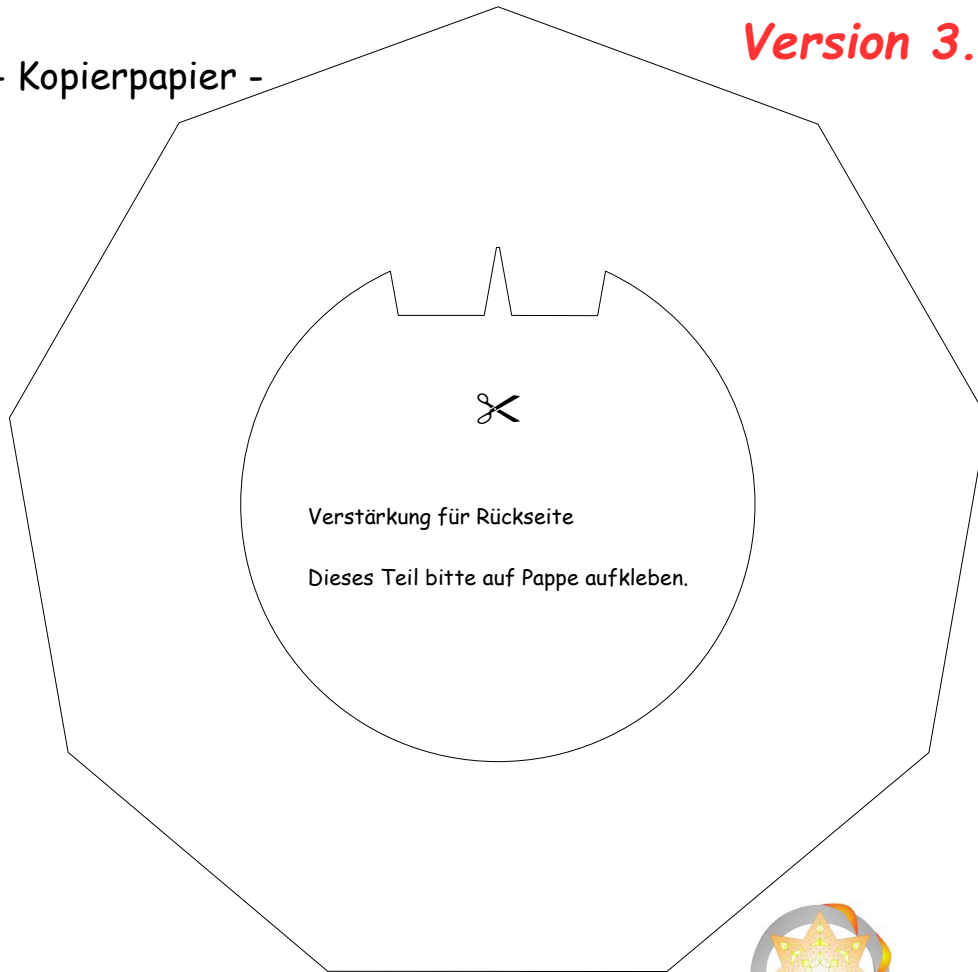 Version 3.
- Kopierpapier -
Verstärkung für Rückseite
Dieses Teil bitte auf Pappe aufkleben.